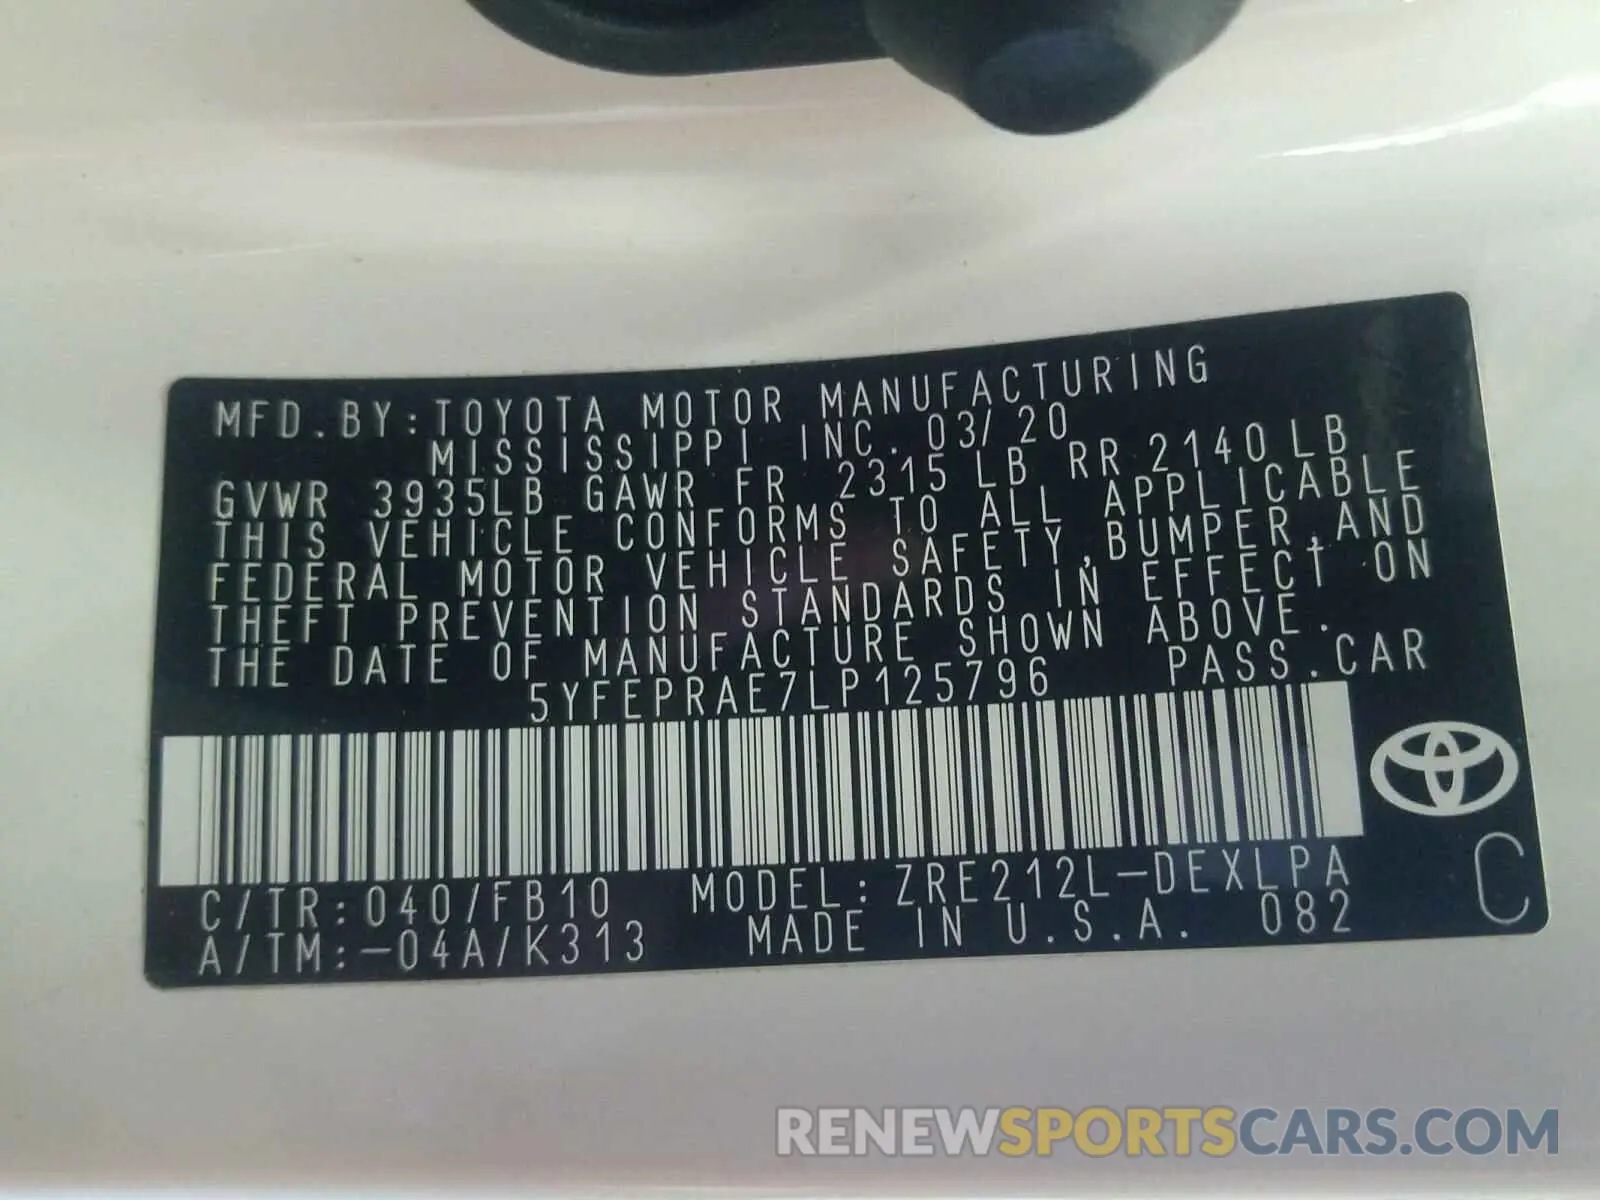 MFD.BY:TOYOTA MOTOR MANUFACTURING
MISSISSIPPI INC. 03/20
GVWR 3935LB GAWR FR 2315 LB RR 2140 LB
THIS VEHICLE CONFORMS TO ALL APPLICABLE
FEDERAL MOTOR VEHICLE SAFETY,BUMPER,AND
THEFT PREVENTION STANDARDS IN EFFECT ON
THE DATE OF MANUFACTURE SHOWN ABOVE.
5YFEPRAE7LP125796 PASS.CAR
C/TR:040/FB10 MODEL:ZRE212L-DEXLPA
A/TM:-04A/K313 MADE IN U.S.A. 082
C
RENEWSPORTSCARS.COM